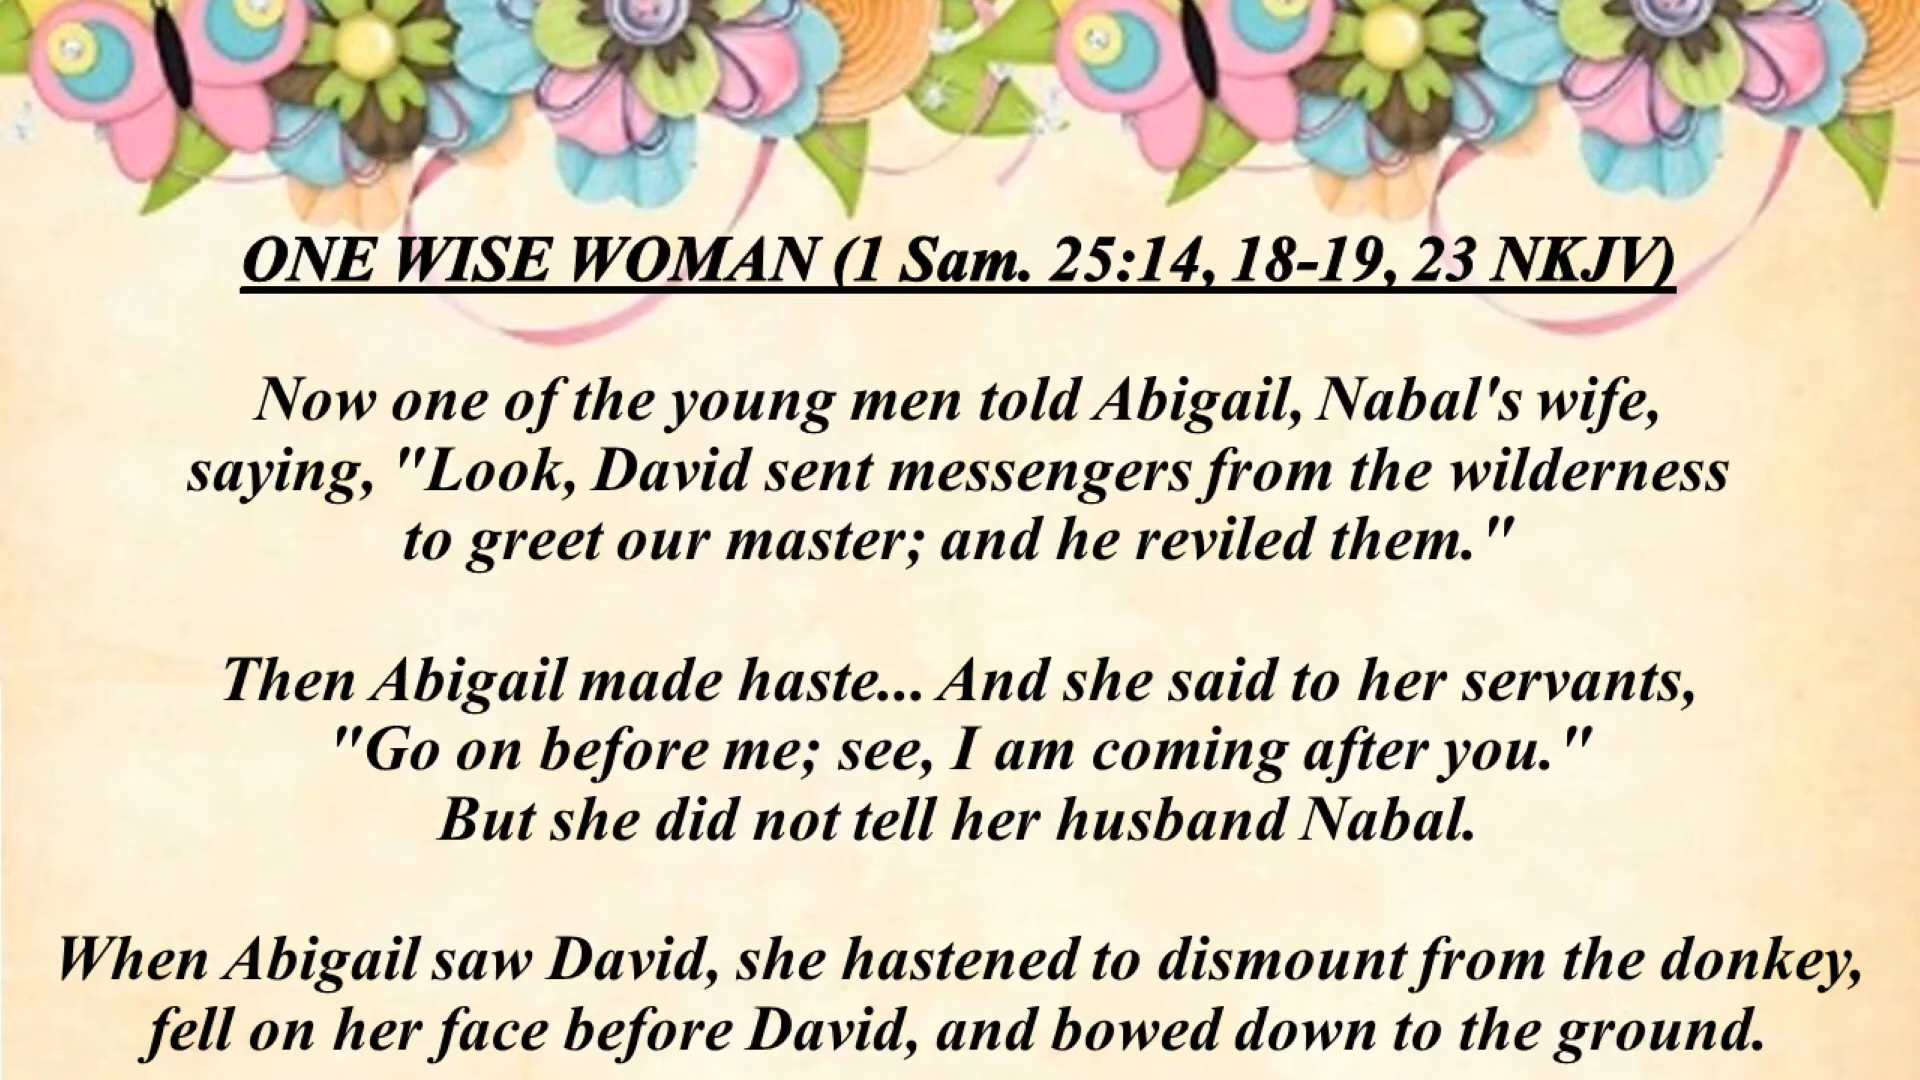 ONE WISE WOMAN (1 Sam. 25:14, 18-19, 23 NKJV)
Now one of the young men told Abigail, Nabal's wife,
saying, "Look, David sent messengers from the wilderness
to greet our master; and he reviled them."
Then Abigail made haste... And she said to her servants,
"Go on before me; see, I am coming after you."
But she did not tell her husband Nabal.
When Abigail saw David, she hastened to dismount from the donkey,
fell on her face before David, and bowed down to the ground.